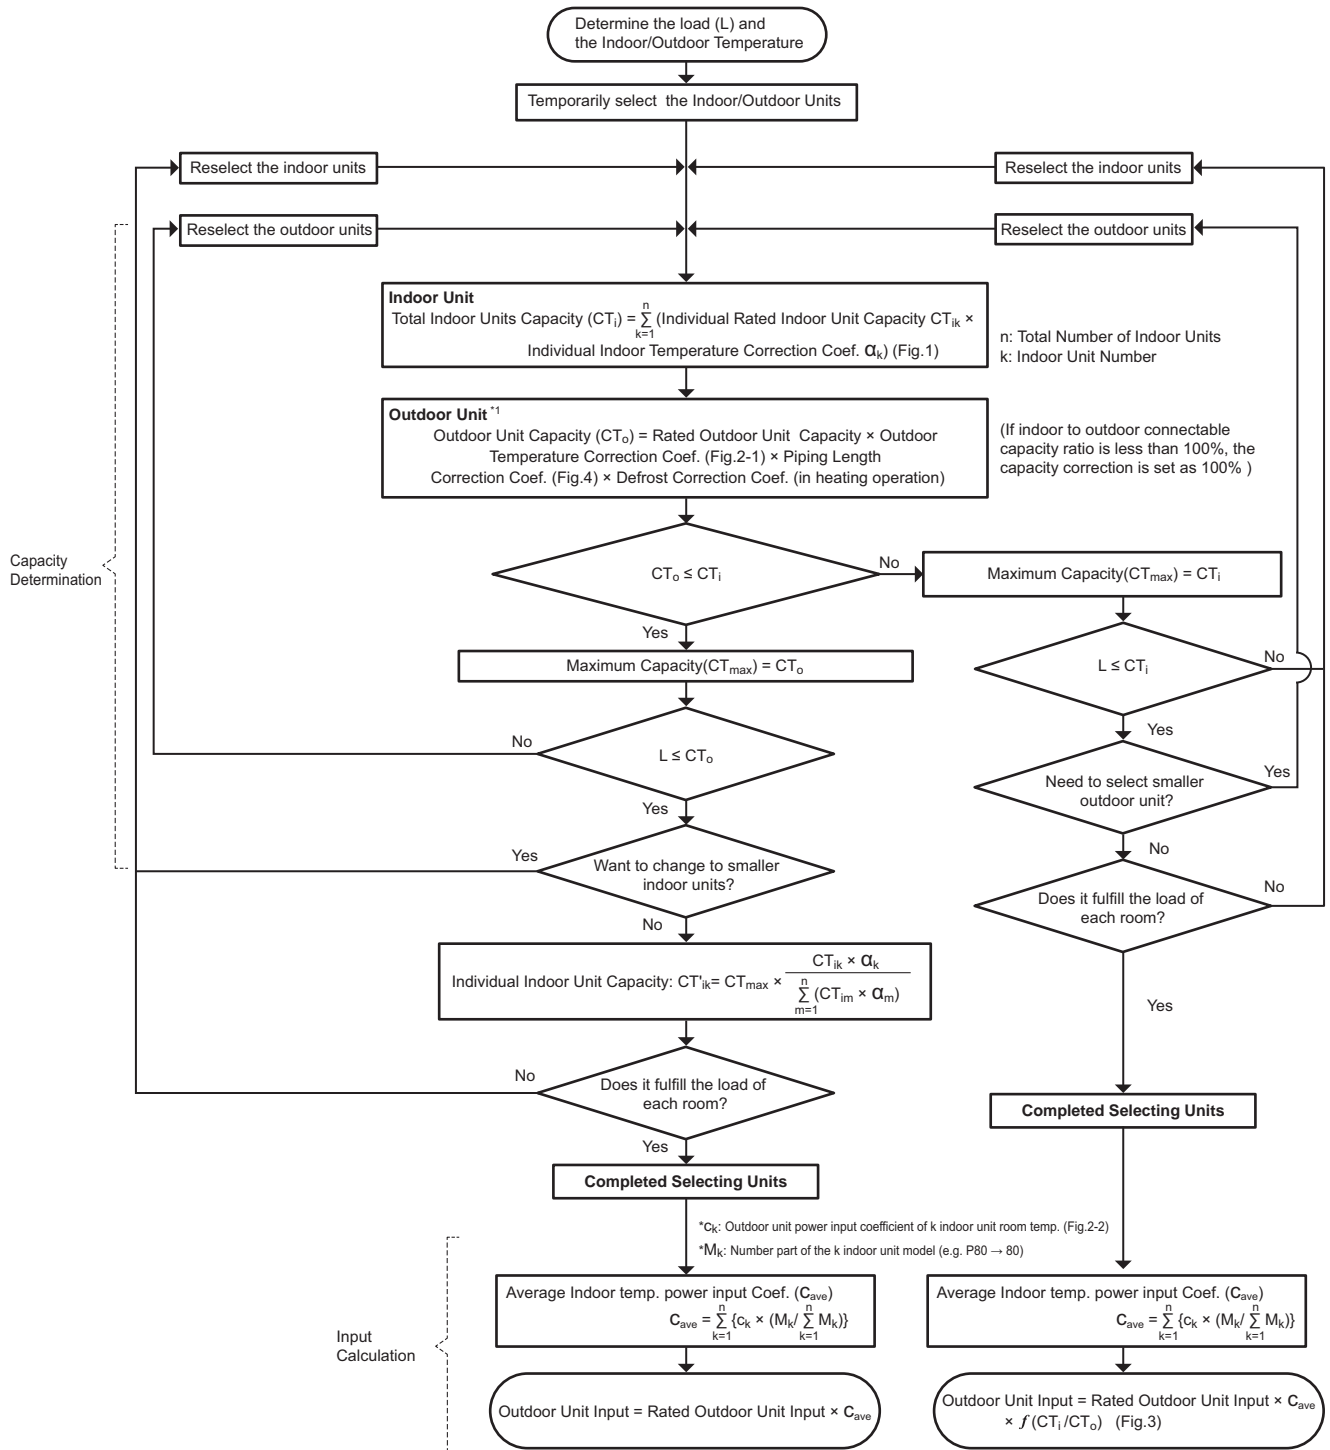 Determine the load (L) and
the Indoor/Outdoor Temperature
Temporarily select the Indoor/Outdoor Units
Reselect the indoor units
Reselect the indoor units
Reselect the outdoor units
Reselect the outdoor units
Indoor Unit
Total Indoor Units Capacity (CTi) = n Σ k=1 (Individual Rated Indoor Unit Capacity CTik ×
Individual Indoor Temperature Correction Coef. αk) (Fig.1)
n: Total Number of Indoor Units
k: Indoor Unit Number
Outdoor Unit *1
Outdoor Unit Capacity (CTo) = Rated Outdoor Unit Capacity × Outdoor
Temperature Correction Coef. (Fig.2-1) × Piping Length
Correction Coef. (Fig.4) × Defrost Correction Coef. (in heating operation)
(If indoor to outdoor connectable
capacity ratio is less than 100%, the
capacity correction is set as 100% )
Capacity
Determination
CTo ≤ CTi
No
Maximum Capacity(CTmax) = CTi
Yes
Maximum Capacity(CTmax) = CTo
L ≤ CTi
No
Yes
L ≤ CTo
No
Yes
Need to select smaller
outdoor unit?
Yes
No
Want to change to smaller
indoor units?
Yes
No
Does it fulfill the load of
each room?
No
Yes
Individual Indoor Unit Capacity: CT'ik= CTmax × CTik × αk / n Σ m=1 (CTim × αm)
Does it fulfill the load of
each room?
No
Yes
Completed Selecting Units
Completed Selecting Units
*ck: Outdoor unit power input coefficient of k indoor unit room temp. (Fig.2-2)
*Mk: Number part of the k indoor unit model (e.g. P80 → 80)
Input
Calculation
Average Indoor temp. power input Coef. (cave)
cave = n Σ k=1 {ck × (Mk/ n Σ k=1 Mk)}
Average Indoor temp. power input Coef. (cave)
cave = n Σ k=1 {ck × (Mk/ n Σ k=1 Mk)}
Outdoor Unit Input = Rated Outdoor Unit Input × cave
Outdoor Unit Input = Rated Outdoor Unit Input × cave
× f (CTi /CTo) (Fig.3)